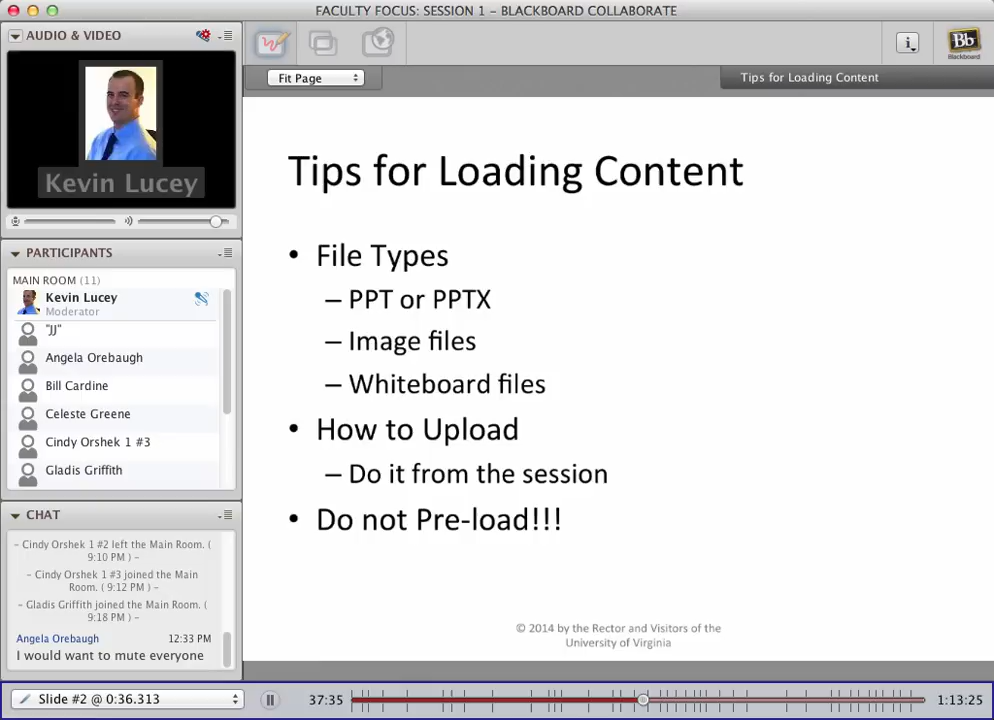 FACULTY FOCUS: SESSION 1 – BLACKBOARD COLLABORATE
AUDIO & VIDEO
Kevin Lucey
PARTICIPANTS
MAIN ROOM (11)
Kevin Lucey
Moderator
"JJ"
Angela Orebaugh
Bill Cardine
Celeste Greene
Cindy Orshek 1 #3
Gladis Griffith
CHAT
– Cindy Orshek 1 #2 left the Main Room. (
9:10 PM ) –
– Cindy Orshek 1 #3 joined the Main
Room. ( 9:12 PM ) –
– Gladis Griffith joined the Main Room. (
9:18 PM ) –
Angela Orebaugh 12:33 PM
I would want to mute everyone
Fit Page
Tips for Loading Content
i
Bb
Blackboard
Tips for Loading Content
• File Types
– PPT or PPTX
– Image files
– Whiteboard files
• How to Upload
– Do it from the session
• Do not Pre-load!!!
© 2014 by the Rector and Visitors of the
University of Virginia
Slide #2 @ 0:36.313
37:35
1:13:25